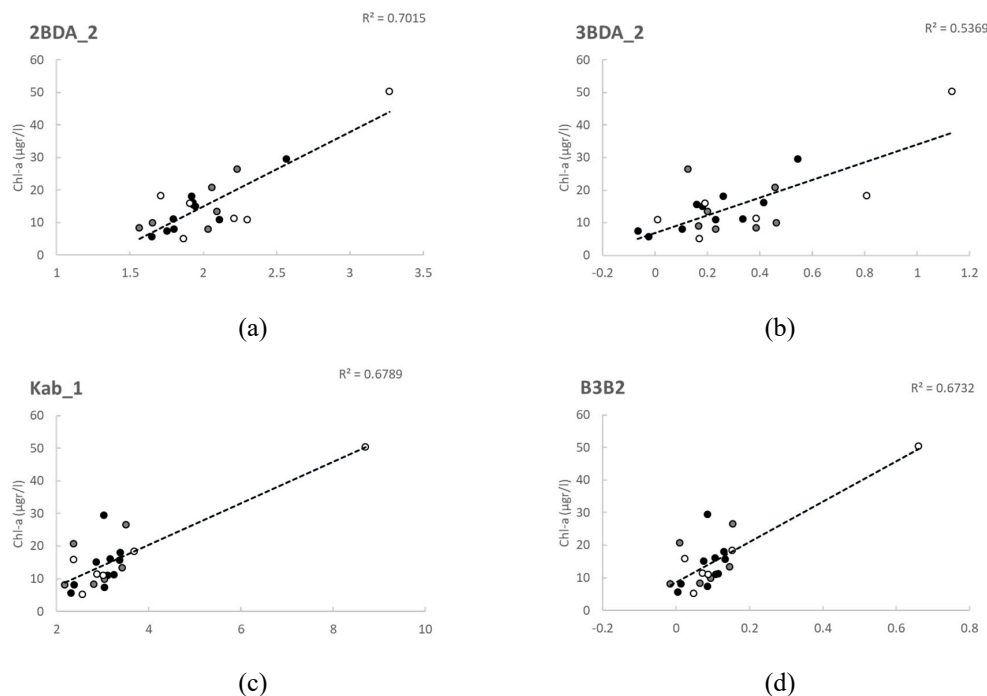 2BDA_2
R² = 0.7015
60
50
40
30
20
10
0
Chl-a (µgr/l)
1 1.5 2 2.5 3 3.5
(a)
3BDA_2
R² = 0.5369
60
50
40
30
20
10
0
Chl-a (µgr/l)
-0.2 0 0.2 0.4 0.6 0.8 1 1.2
(b)
Kab_1
R² = 0.6789
60
50
40
30
20
10
0
Chl-a (µgr/l)
2 4 6 8 10
(c)
B3B2
R² = 0.6732
60
50
40
30
20
10
0
Chl-a (µgr/l)
-0.2 0 0.2 0.4 0.6 0.8
(d)